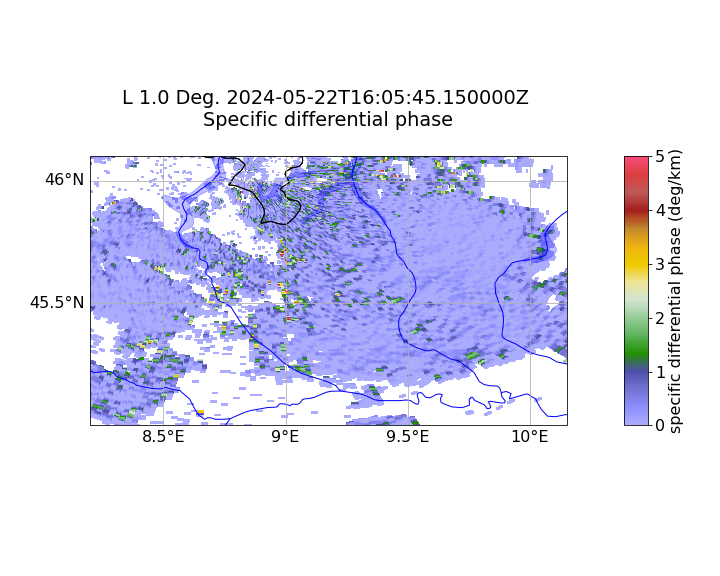 L 1.0 Deg. 2024-05-22T16:05:45.150000Z
Specific differential phase
46°N
45.5°N
8.5°E
9°E
9.5°E
10°E
5
4
3
2
1
0
specific differential phase (deg/km)